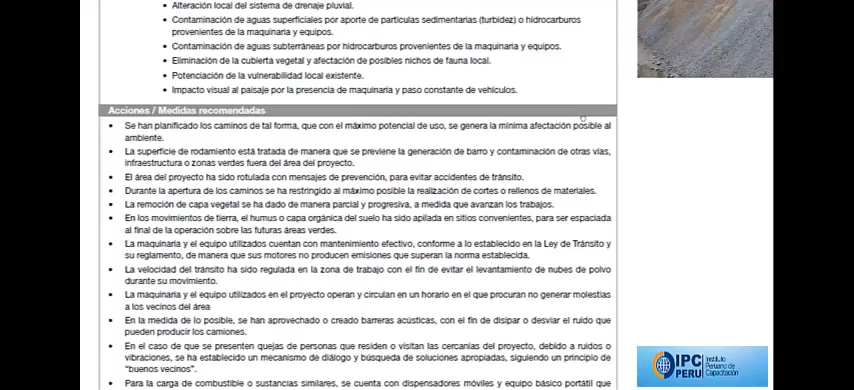 • Alteración local del sistema de drenaje pluvial.
• Contaminación de aguas superficiales por aporte de partículas sedimentarias (turbidez) o hidrocarburos
provenientes de la maquinaria y equipos.
• Contaminación de aguas subterráneas por hidrocarburos provenientes de la maquinaria y equipos.
• Eliminación de la cubierta vegetal y afectación de posibles nichos de fauna local.
• Potenciación de la vulnerabilidad local existente.
• Impacto visual al paisaje por la presencia de maquinaria y paso constante de vehículos.
Acciones / Medidas recomendadas
• Se han planificado los caminos de tal forma, que con el máximo potencial de uso, se genera la mínima afectación posible al
ambiente.
• La superficie de rodamiento está tratada de manera que se previene la generación de barro y contaminación de otras vías,
infraestructura o zonas verdes fuera del área del proyecto.
• El área del proyecto ha sido rotulada con mensajes de prevención, para evitar accidentes de tránsito.
• Durante la apertura de los caminos se ha restringido al máximo posible la realización de cortes o rellenos de materiales.
• La remoción de capa vegetal se ha dado de manera parcial y progresiva, a medida que avanzan los trabajos.
• En los movimientos de tierra, el humus o capa orgánica del suelo ha sido apilada en sitios convenientes, para ser espaciada
al final de la operación sobre las futuras áreas verdes.
• La maquinaria y el equipo utilizados cuentan con mantenimiento efectivo, conforme a lo establecido en la Ley de Tránsito y
su reglamento, de manera que sus motores no producen emisiones que superan la norma establecida.
• La velocidad del tránsito ha sido regulada en la zona de trabajo con el fin de evitar el levantamiento de nubes de polvo
durante su movimiento.
• La maquinaria y el equipo utilizados en el proyecto operan y circulan en un horario en el que procuran no generar molestias
a los vecinos del área
• En la medida de lo posible, se han aprovechado o creado barreras acústicas, con el fin de disipar o desviar el ruido que
pueden producir los camiones.
• En el caso de que se presenten quejas de personas que residen o visitan las cercanías del proyecto, debido a ruidos o
vibraciones, se ha establecido un mecanismo de diálogo y búsqueda de soluciones apropiadas, siguiendo un principio de
"buenos vecinos".
• Para la carga de combustible o sustancias similares, se cuenta con dispensadores móviles y equipo básico portátil que
IPC
PERU
Instituto
Peruano de
Capacitación